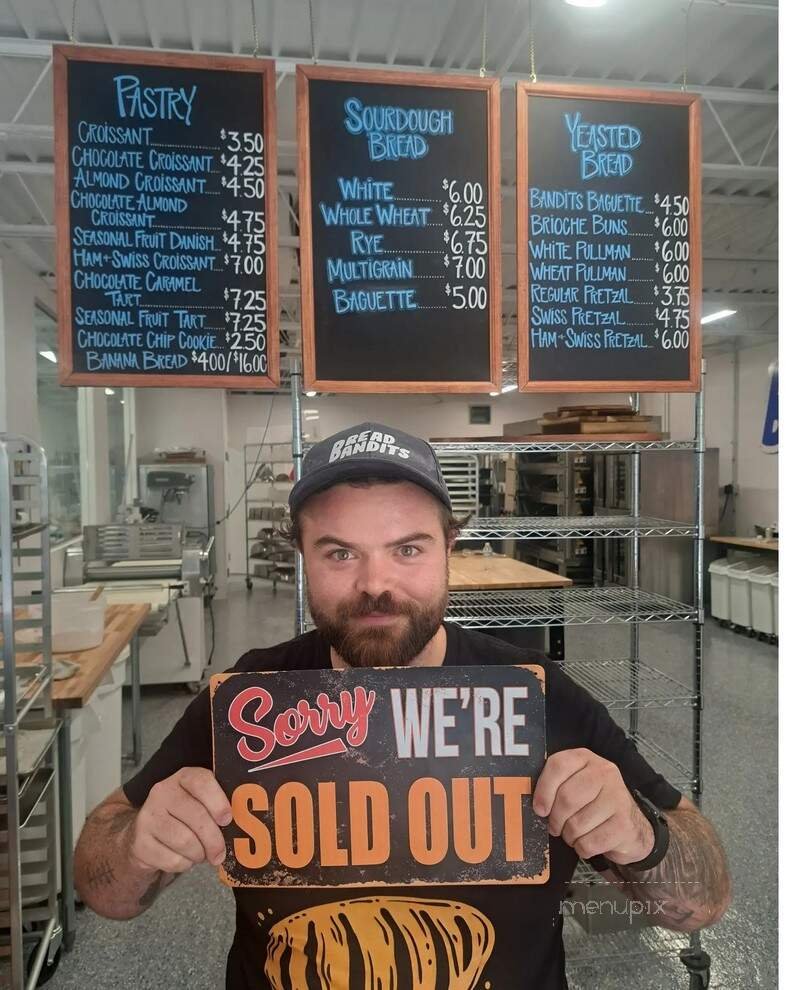 PASTRY
CROISSANT $3.50
CHOCOLATE CROISSANT $4.25
ALMOND CROISSANT $4.50
CHOCOLATE ALMOND
CROISSANT $4.75
SEASONAL FRUIT DANISH $4.75
HAM+SWISS CROISSANT $7.00
CHOCOLATE CARAMEL
TART $7.25
SEASONAL FRUIT TART $7.25
CHOCOLATE CHIP COOKIE $2.50
BANANA BREAD $4.00/$16.00
SOURDOUGH
BREAD
WHITE $6.00
WHOLE WHEAT $6.25
RYE $6.75
MULTIGRAIN $7.00
BAGUETTE $5.00
YEASTED
BREAD
BANDITS BAGUETTE $4.50
BRIOCHE BUNS $6.00
WHITE PULLMAN $6.00
WHEAT PULLMAN $6.00
REGULAR PRETZAL $3.75
SWISS PRETZAL $4.75
HAM+SWISS PRETZAL $6.00
BREAD
BANDITS
Sorry WE'RE
SOLD OUT
menupix